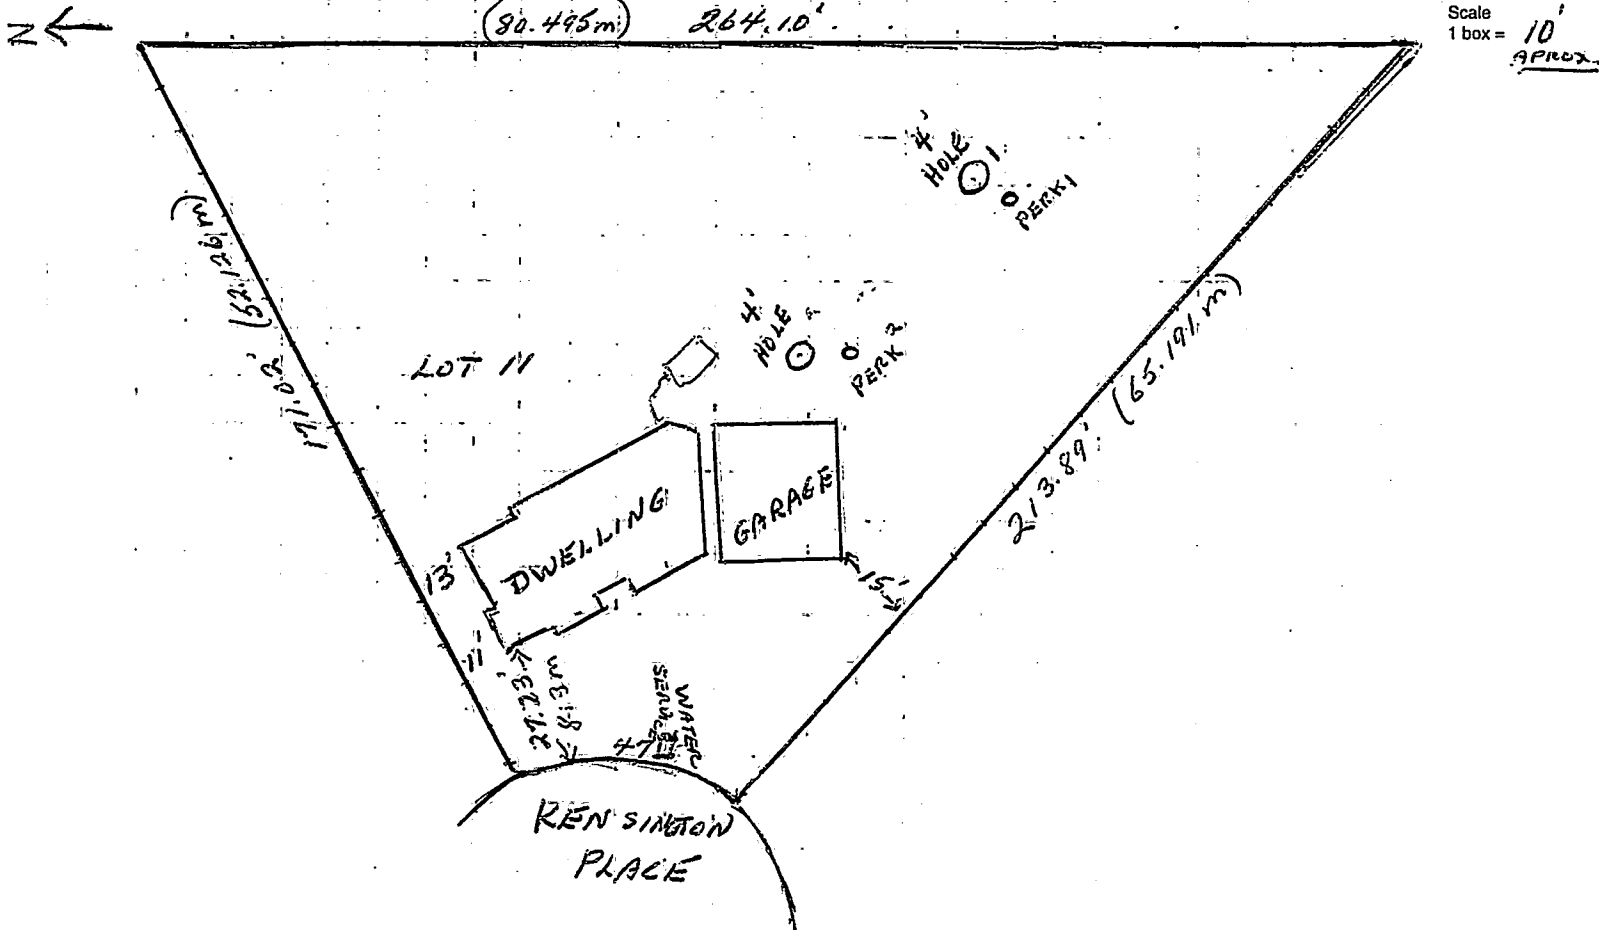 N
(80.495m) 264.10'
Scale
1 box = 10'
APROX.
4'
HOLE 1
PERK 1
171.02' (52.126m)
4'
HOLE 2
PERK 2
LOT 11
213.89' (65.191m)
DWELLING
GARAGE
13'
15'
11'
27.23'
8.3m
WATER
SERVICE
47'
KENSINGTON
PLACE